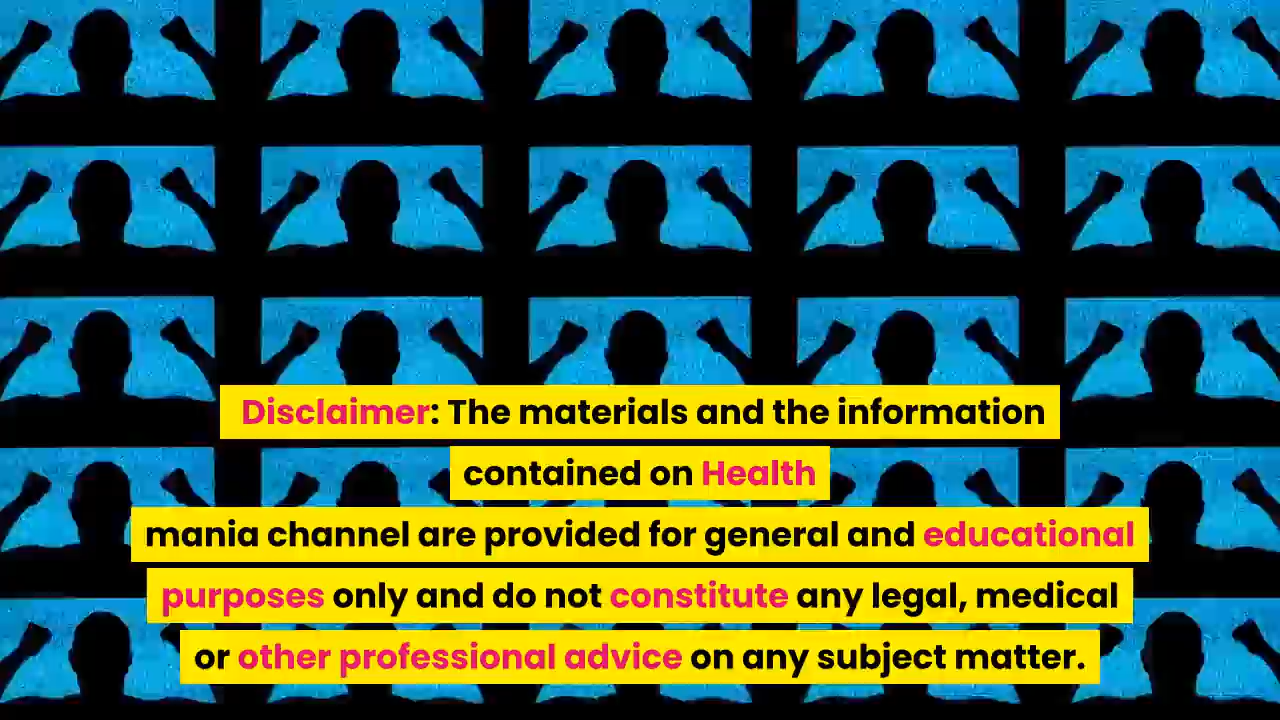 Disclaimer: The materials and the information
contained on Health
mania channel are provided for general and educational
purposes only and do not constitute any legal, medical
or other professional advice on any subject matter.